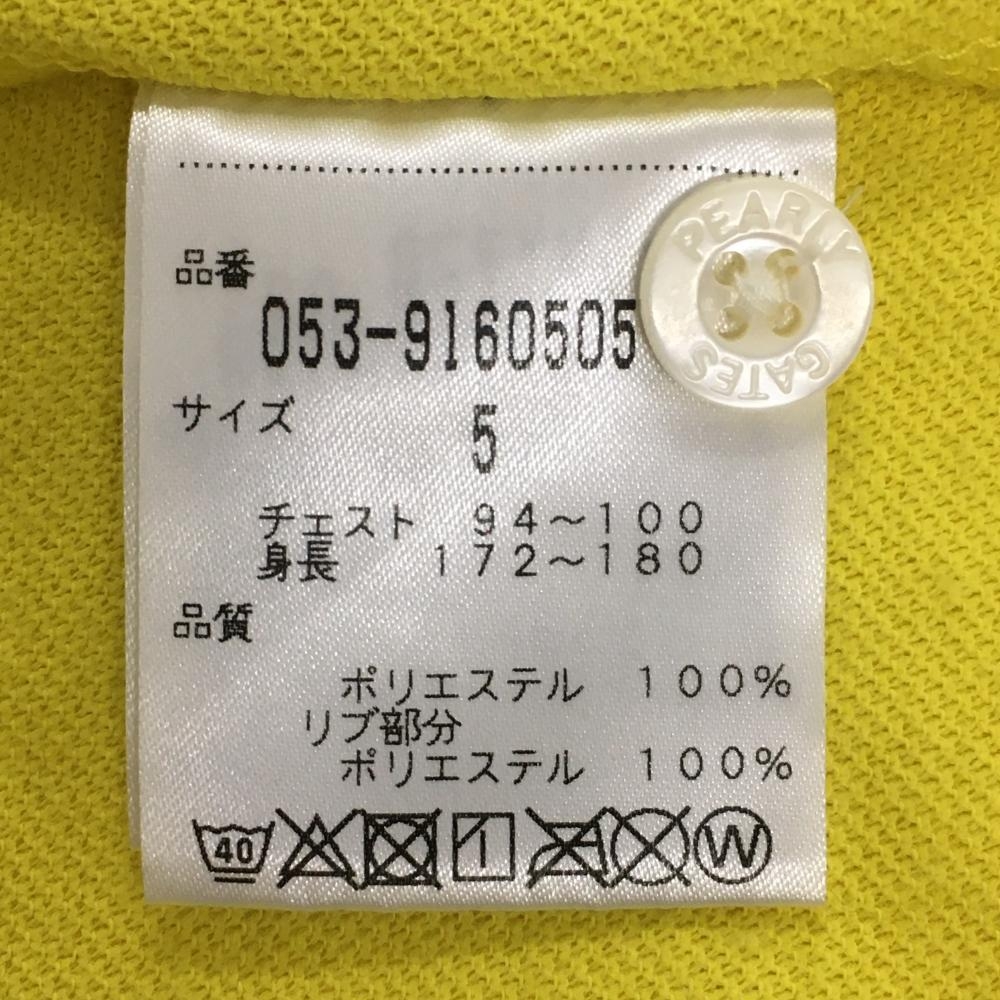 品番
053-9160505
PEARLY
GATES
サイズ
5
チェスト 94～100
身長 172～180
品質
ポリエステル 100%
リブ部分
ポリエステル 100%
40
W